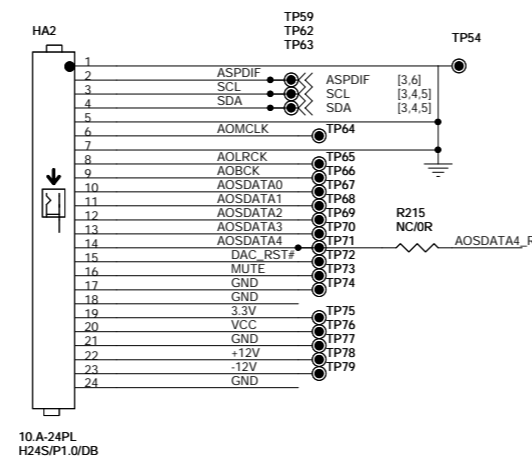 TP59
TP62
TP63
HA2
TP54
1
2 ASPDIF ASPDIF [3,6]
3 SCL SCL [3,4,5]
4 SDA SDA [3,4,5]
5
6 AOMCLK TP64
7
8 AOLRCK TP65
9 AOBCK TP66
10 AOSDATA0 TP67
11 AOSDATA1 TP68
12 AOSDATA2 TP69
13 AOSDATA3 TP70
R215
NC/0R
14 AOSDATA4 TP71 AOSDATA4_R
15 DAC_RST# TP72
16 MUTE TP73
17 GND TP74
18 GND
19 3.3V TP75
20 VCC TP76
21 GND TP77
22 +12V TP78
23 -12V TP79
24 GND
10.A-24PL
H24S/P1.0/DB